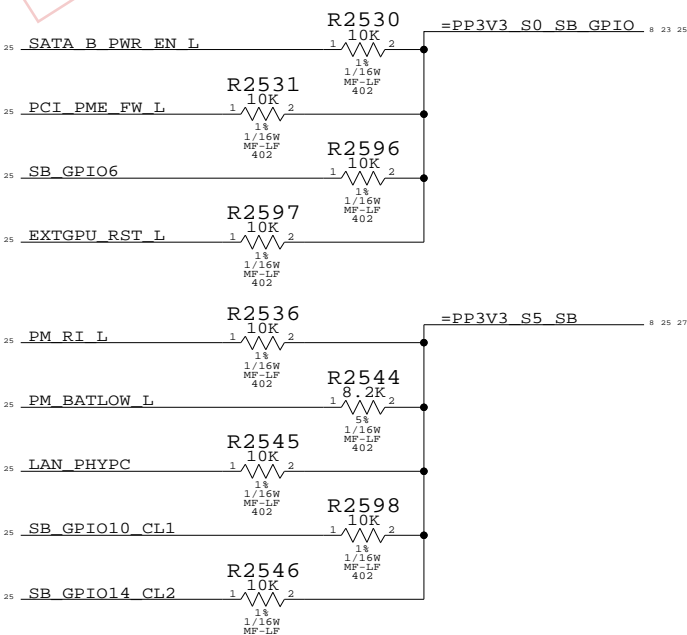 R2530
=PP3V3_S0_SB_GPIO 8 23 25
25 SATA_B_PWR_EN_L 1 10K 2
1%
1/16W
MF-LF
402
R2531
25 PCI_PME_FW_L 1 10K 2
1%
1/16W
MF-LF
402
R2596
25 SB_GPIO6 1 10K 2
1%
1/16W
MF-LF
402
R2597
25 EXTGPU_RST_L 1 10K 2
1%
1/16W
MF-LF
402
R2536
=PP3V3_S5_SB 8 25 27
25 PM_RI_L 1 10K 2
1%
1/16W
MF-LF
402
R2544
25 PM_BATLOW_L 1 8.2K 2
5%
1/16W
MF-LF
402
R2545
25 LAN_PHYPC 1 10K 2
1%
1/16W
MF-LF
402
R2598
25 SB_GPIO10_CL1 1 10K 2
1%
1/16W
MF-LF
402
R2546
25 SB_GPIO14_CL2 1 10K 2
1%
1/16W
MF-LF